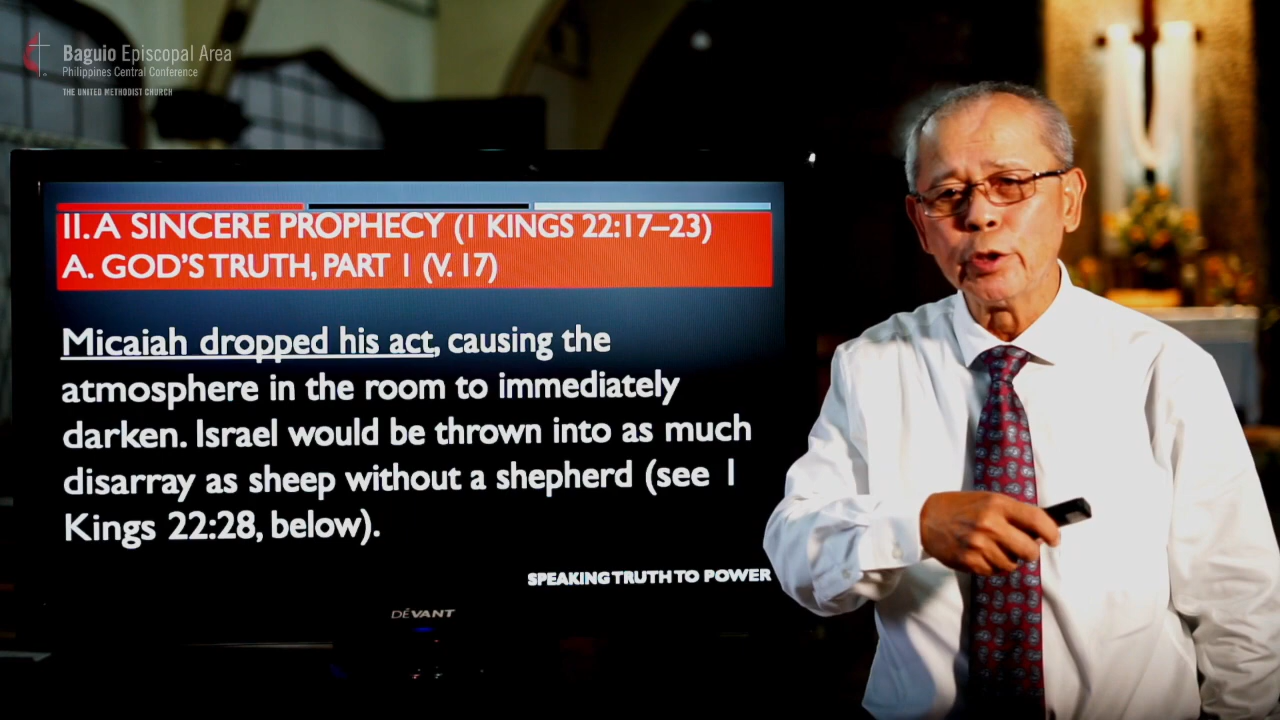 Baguio Episcopal Area
Philippines Central Conference
THE UNITED METHODIST CHURCH
II. A SINCERE PROPHECY (1 KINGS 22:17–23)
A. GOD'S TRUTH, PART 1 (V. 17)
Micaiah dropped his act, causing the
atmosphere in the room to immediately
darken. Israel would be thrown into as much
disarray as sheep without a shepherd (see 1
Kings 22:28, below).
SPEAKING TRUTH TO POWER
DÉVANT